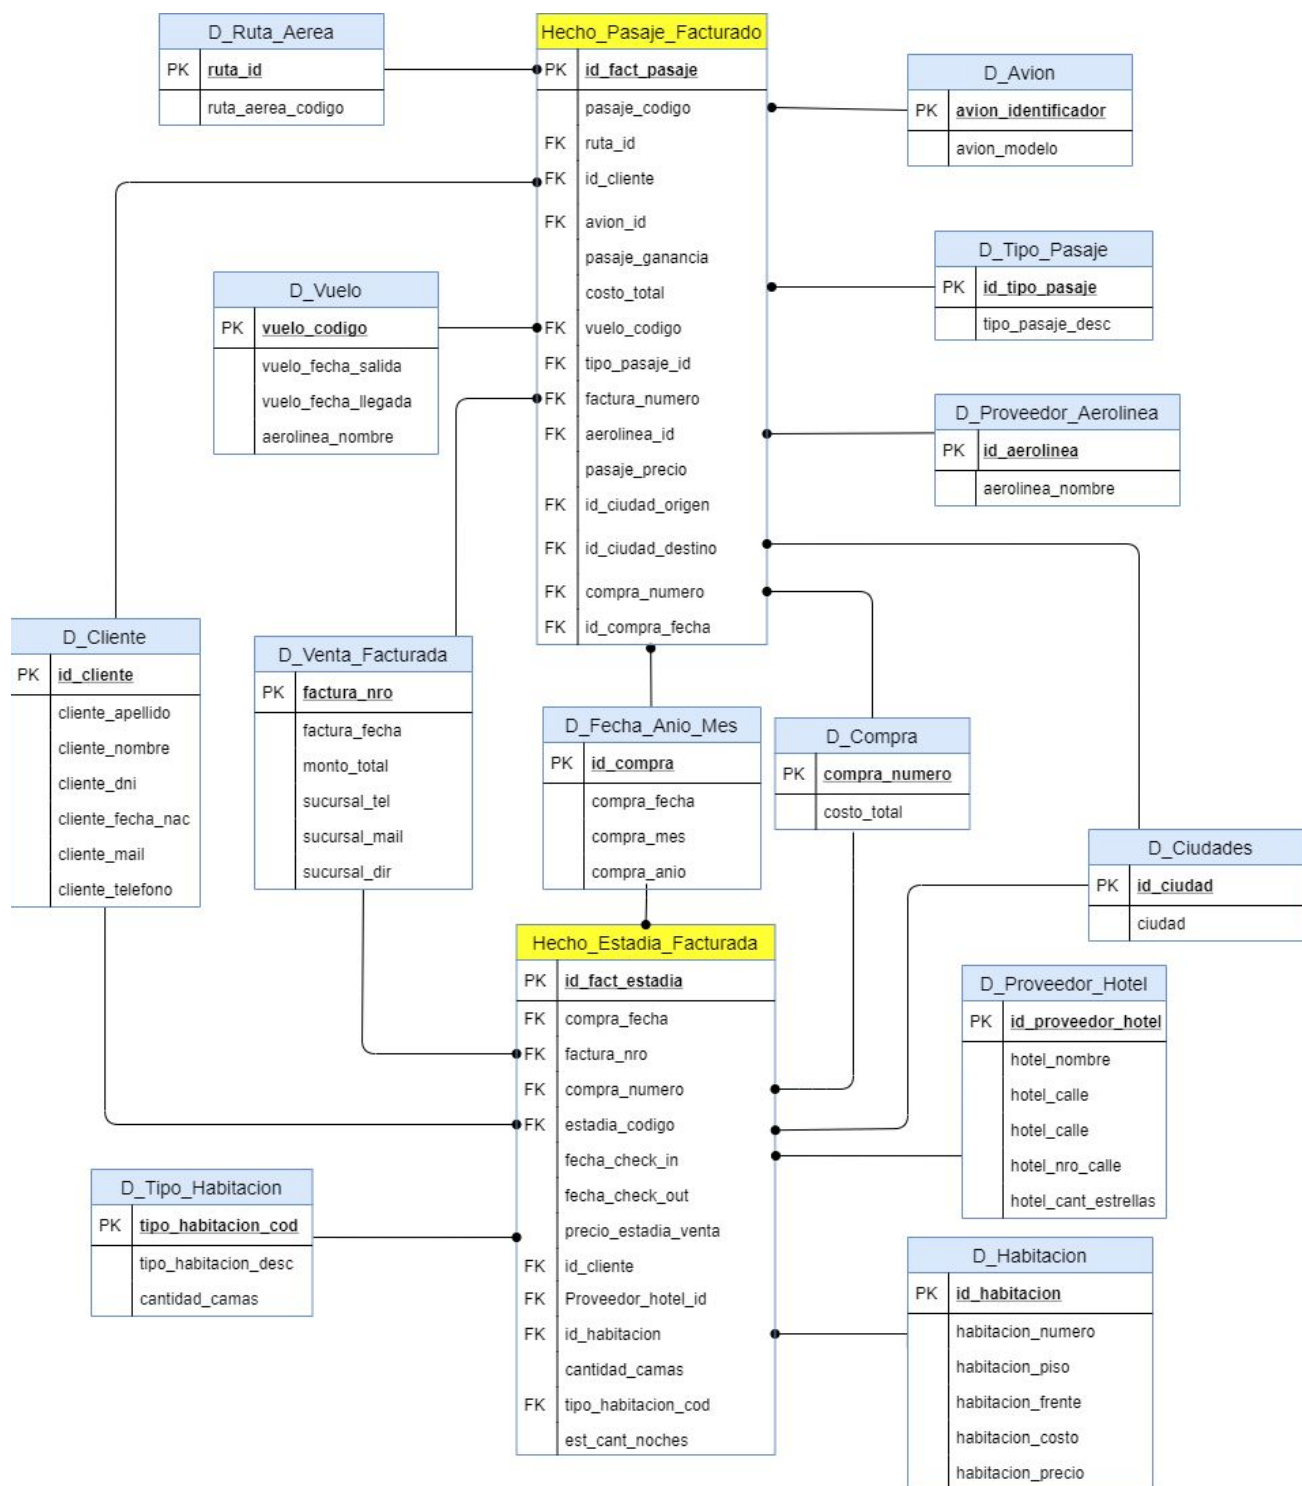 D_Ruta_Aerea
PK ruta_id
ruta_aerea_codigo
Hecho_Pasaje_Facturado
PK id_fact_pasaje
pasaje_codigo
FK ruta_id
FK id_cliente
FK avion_id
pasaje_ganancia
costo_total
FK vuelo_codigo
FK tipo_pasaje_id
FK factura_numero
FK aerolinea_id
pasaje_precio
FK id_ciudad_origen
FK id_ciudad_destino
FK compra_numero
FK id_compra_fecha
D_Avion
PK avion_identificador
avion_modelo
D_Tipo_Pasaje
PK id_tipo_pasaje
tipo_pasaje_desc
D_Vuelo
PK vuelo_codigo
vuelo_fecha_salida
vuelo_fecha_llegada
aerolinea_nombre
D_Proveedor_Aerolinea
PK id_aerolinea
aerolinea_nombre
D_Cliente
PK id_cliente
cliente_apellido
cliente_nombre
cliente_dni
cliente_fecha_nac
cliente_mail
cliente_telefono
D_Venta_Facturada
PK factura_nro
factura_fecha
monto_total
sucursal_tel
sucursal_mail
sucursal_dir
D_Fecha_Anio_Mes
PK id_compra
compra_fecha
compra_mes
compra_anio
D_Compra
PK compra_numero
costo_total
D_Ciudades
PK id_ciudad
ciudad
Hecho_Estadia_Facturada
PK id_fact_estadia
FK compra_fecha
FK factura_nro
FK compra_numero
FK estadia_codigo
fecha_check_in
fecha_check_out
precio_estadia_venta
FK id_cliente
FK Proveedor_hotel_id
FK id_habitacion
cantidad_camas
FK tipo_habitacion_cod
est_cant_noches
D_Proveedor_Hotel
PK id_proveedor_hotel
hotel_nombre
hotel_calle
hotel_calle
hotel_nro_calle
hotel_cant_estrellas
D_Tipo_Habitacion
PK tipo_habitacion_cod
tipo_habitacion_desc
cantidad_camas
D_Habitacion
PK id_habitacion
habitacion_numero
habitacion_piso
habitacion_frente
habitacion_costo
habitacion_precio